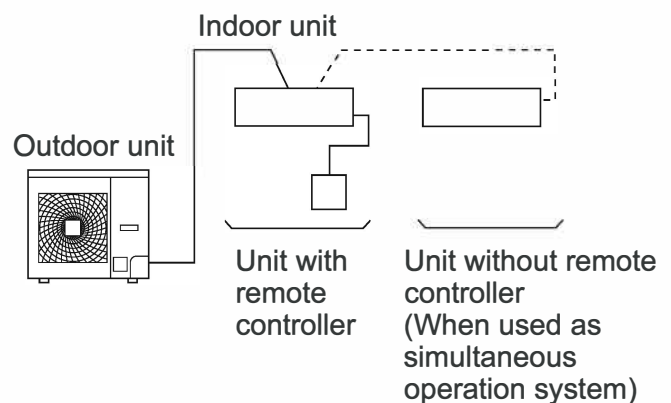 Indoor unit
Outdoor unit
Unit with
remote
controller
Unit without remote
controller
(When used as
simultaneous
operation system)